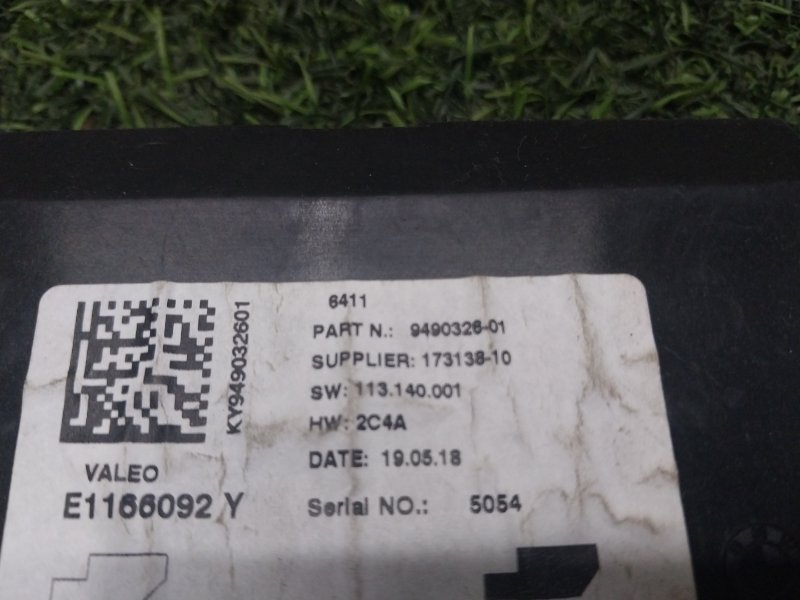 6411
PART N.: 9490326-01
SUPPLIER: 173138-10
SW: 113.140.001
HW: 2C4A
DATE: 19.05.18
Serial NO.: 5054
KY949032601
VALEO
E1166092 Y